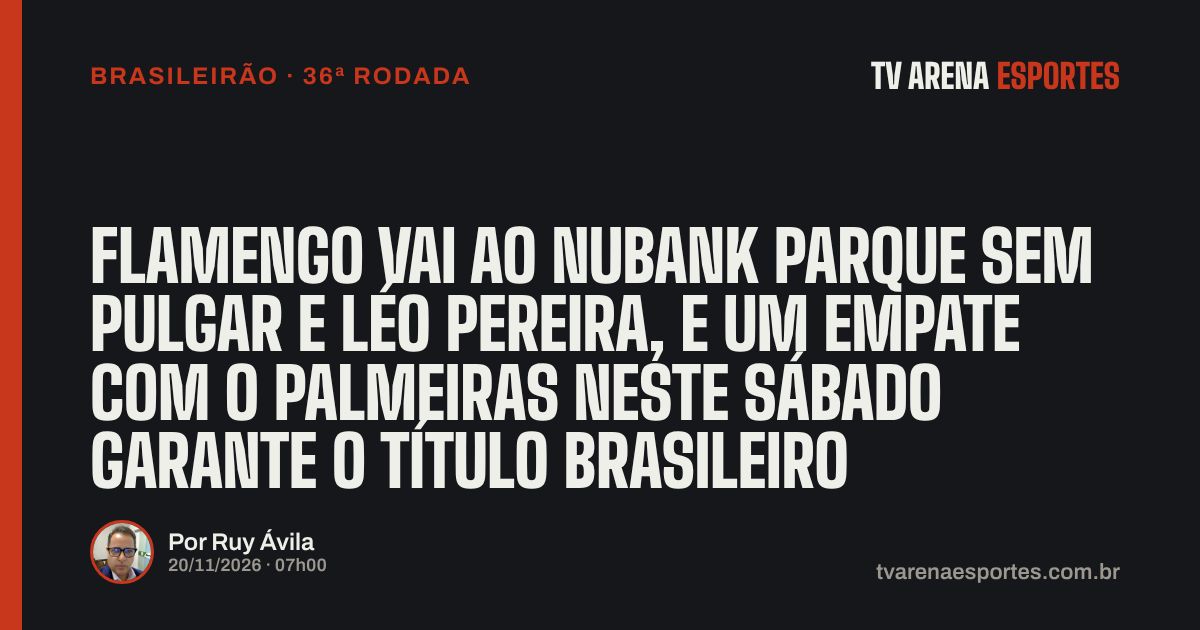 BRASILEIRÃO · 36ª RODADA
TV ARENA ESPORTES
FLAMENGO VAI AO NUBANK PARQUE SEM
PULGAR E LÉO PEREIRA, E UM EMPATE
COM O PALMEIRAS NESTE SÁBADO
GARANTE O TÍTULO BRASILEIRO
Por Ruy Ávila
20/11/2026 · 07h00
tvarenaesportes.com.br